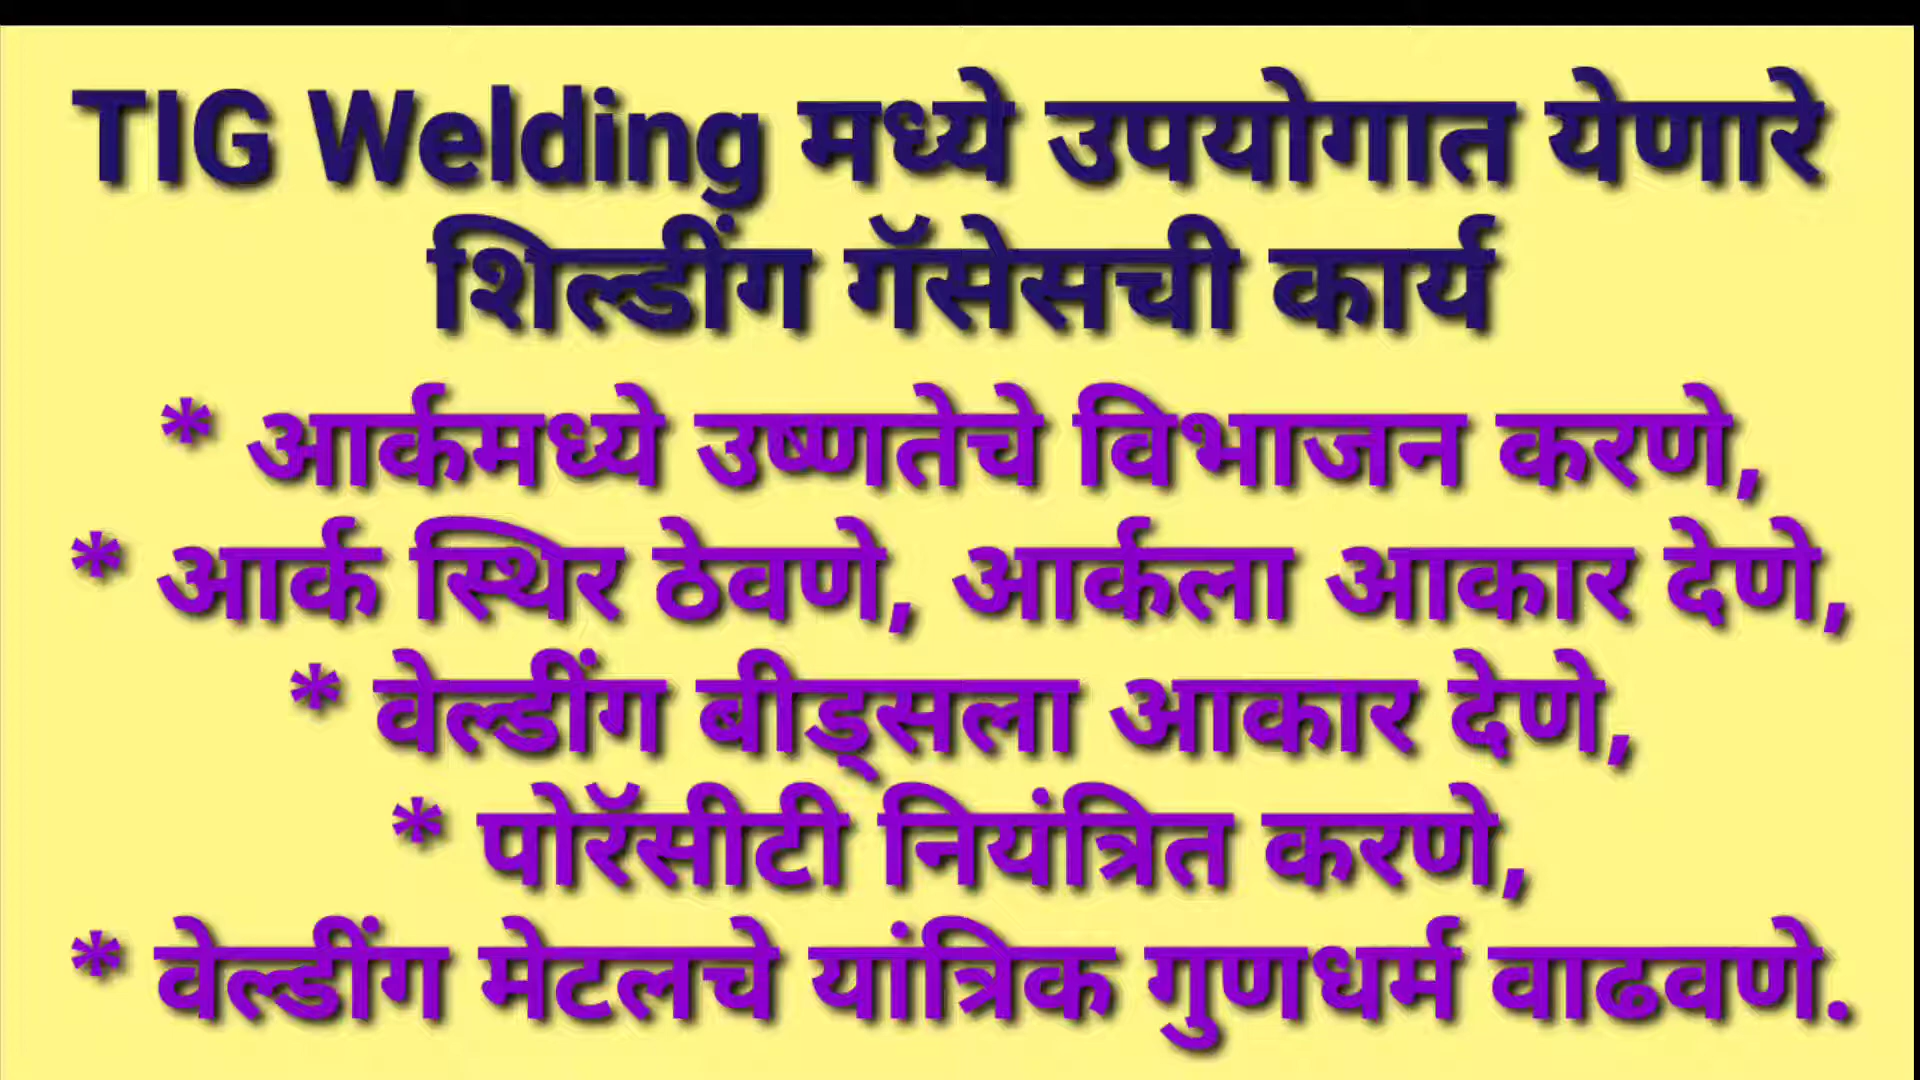 TIG Welding मध्ये उपयोगात येणारे
शिल्डींग गॅसेसची कार्य
* आर्कमध्ये उष्णतेचे विभाजन करणे,
* आर्क स्थिर ठेवणे, आर्कला आकार देणे,
* वेल्डींग बीड्सला आकार देणे,
* पोरॅसीटी नियंत्रित करणे,
* वेल्डींग मेटलचे यांत्रिक गुणधर्म वाढवणे.